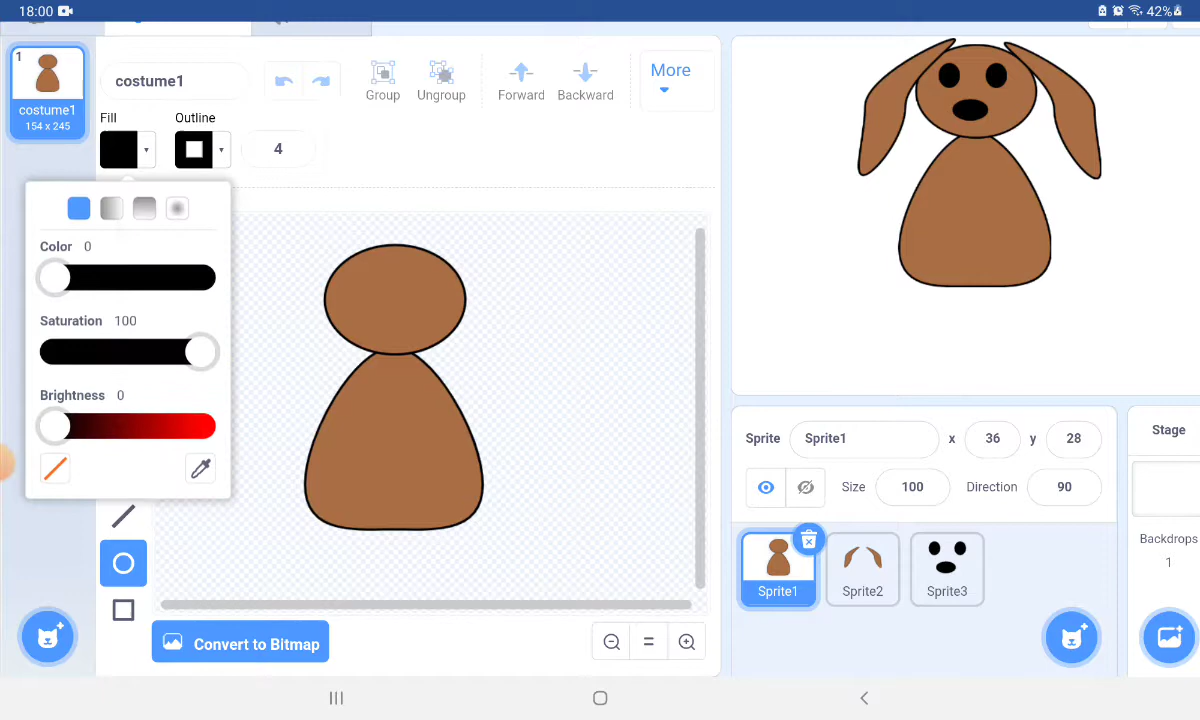 18:00
42%
1
costume1
154 x 245
costume1
Group
Ungroup
Forward
Backward
More
Fill
Outline
4
Color 0
Saturation 100
Brightness 0
Convert to Bitmap
Sprite
Sprite1
x
36
y
28
Size
100
Direction
90
Sprite1
Sprite2
Sprite3
Stage
Backdrops
1